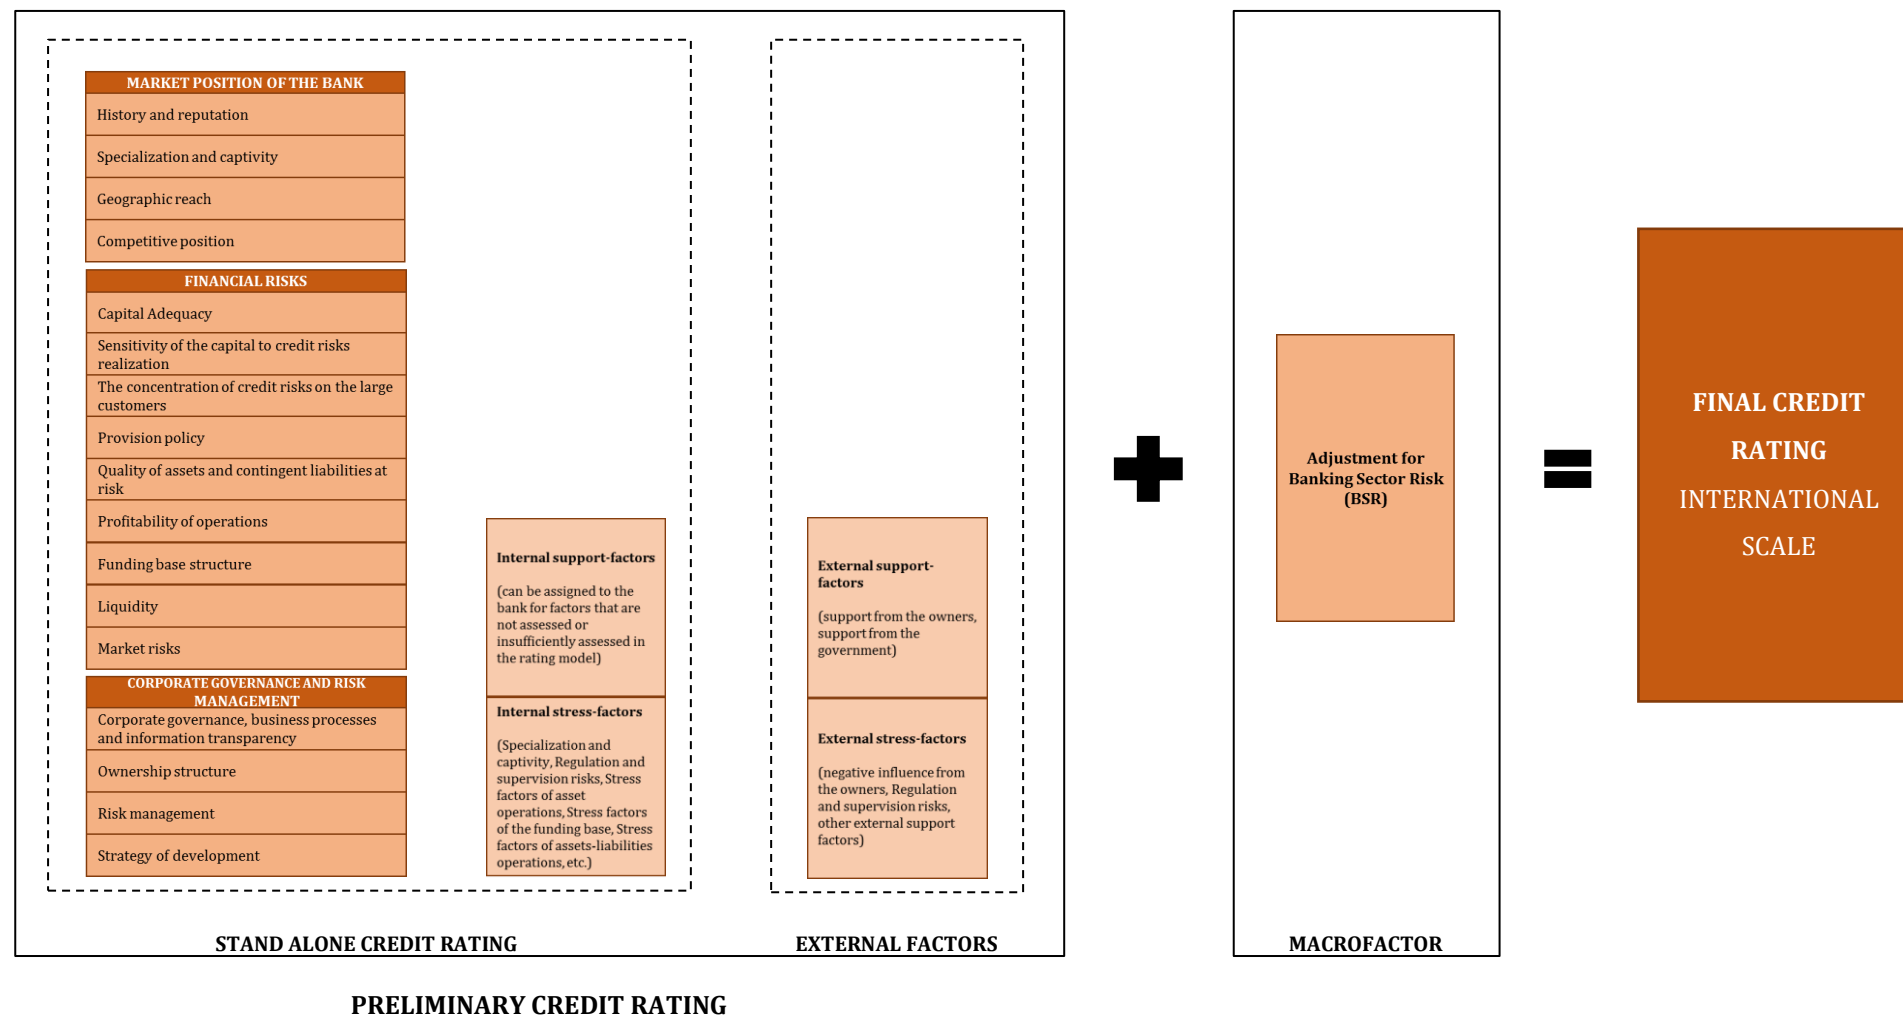 MARKET POSITION OF THE BANK
History and reputation
Specialization and captivity
Geographic reach
Competitive position
FINANCIAL RISKS
Capital Adequacy
Sensitivity of the capital to credit risks
realization
The concentration of credit risks on the large
customers
Provision policy
Quality of assets and contingent liabilities at
risk
Profitability of operations
Funding base structure
Liquidity
Market risks
CORPORATE GOVERNANCE AND RISK
MANAGEMENT
Corporate governance, business processes
and information transparency
Ownership structure
Risk management
Strategy of development
Internal support-factors
(can be assigned to the
bank for factors that are
not assessed or
insufficiently assessed in
the rating model)
Internal stress-factors
(Specialization and
captivity, Regulation and
supervision risks, Stress
factors of asset
operations, Stress factors
of the funding base, Stress
factors of assets-liabilities
operations, etc.)
STAND ALONE CREDIT RATING
External support-
factors
(support from the owners,
support from the
government)
External stress-factors
(negative influence from
the owners, Regulation
and supervision risks,
other external support
factors)
EXTERNAL FACTORS
PRELIMINARY CREDIT RATING
Adjustment for
Banking Sector Risk
(BSR)
MACROFACTOR
FINAL CREDIT
RATING
INTERNATIONAL
SCALE